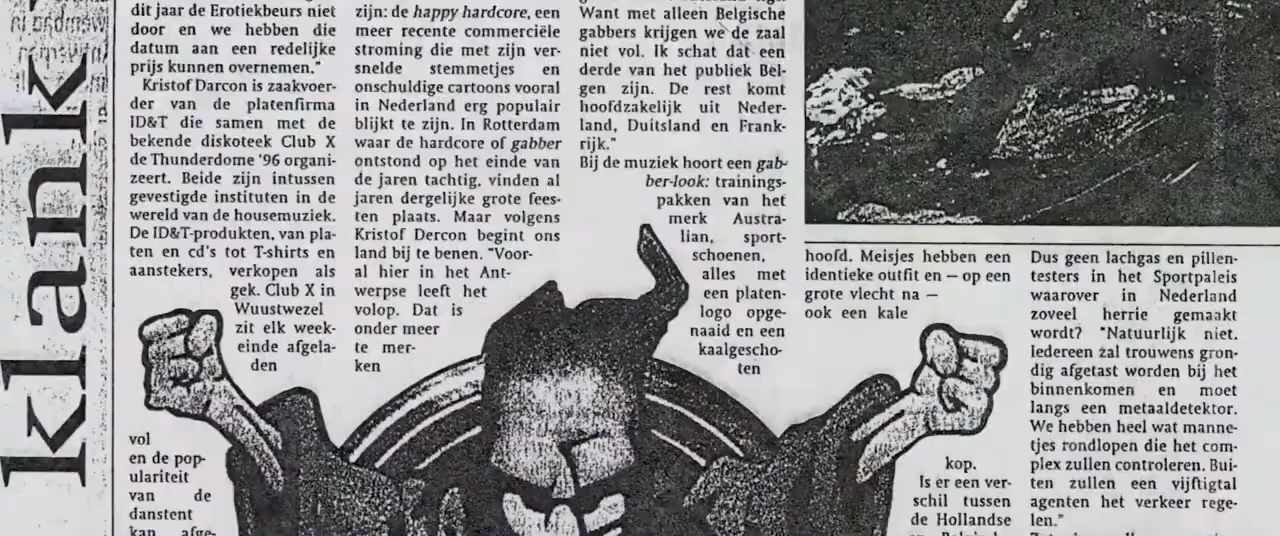 klank
dit jaar de Erotiekbeurs niet
door en we hebben die
datum aan een redelijke
prijs kunnen overnemen."
Kristof Darcon is zaakvoer-
der van de platenfirma
ID&T die samen met de
bekende diskoteek Club X
de Thunderdome '96 organi-
zeert. Beide zijn intussen
gevestigde instituten in de
wereld van de housemuziek.
De ID&T-produkten, van pla-
ten en cd's tot T-shirts en
aanstekers, verkopen als
gek. Club X in
Wuustwezel
zit elk week-
einde afgela-
den
vol
en de pop-
ulariteit
van de
danstent
kan afge-
zijn: de happy hardcore, een
meer recente commerciële
stroming die met zijn ver-
snelde stemmetjes en
onschuldige cartoons vooral
in Nederland erg populair
blijkt te zijn. In Rotterdam
waar de hardcore of gabber
ontstond op het einde van
de jaren tachtig, vinden al
jaren dergelijke grote fees-
ten plaats. Maar volgens
Kristof Dercon begint ons
land bij te benen. "Voor-
al hier in het Ant-
werpse leeft het
volop. Dat is
onder meer
te mer-
ken
Want met alleen Belgische
gabbers krijgen we de zaal
niet vol. Ik schat dat een
derde van het publiek Bel-
gen zijn. De rest komt
hoofdzakelijk uit Neder-
land, Duitsland en Frank-
rijk."
Bij de muziek hoort een gab-
ber-look: trainings-
pakken van het
merk Austra-
lian, sport-
schoenen,
alles met
een platen-
logo opge-
naaid en een
kaalgescho-
ten
hoofd. Meisjes hebben een
identieke outfit en – op een
grote vlecht na –
ook een kale
kop.
Is er een ver-
schil tussen
de Hollandse
Dus geen lachgas en pillen-
testers in het Sportpaleis
waarover in Nederland
zoveel herrie gemaakt
wordt? "Natuurlijk niet.
Iedereen zal trouwens gron-
dig afgetast worden bij het
binnenkomen en moet
langs een metaaldetektor.
We hebben heel wat manne-
tjes rondlopen die het com-
plex zullen controleren. Bui-
ten zullen een vijftigtal
agenten het verkeer rege-
len."